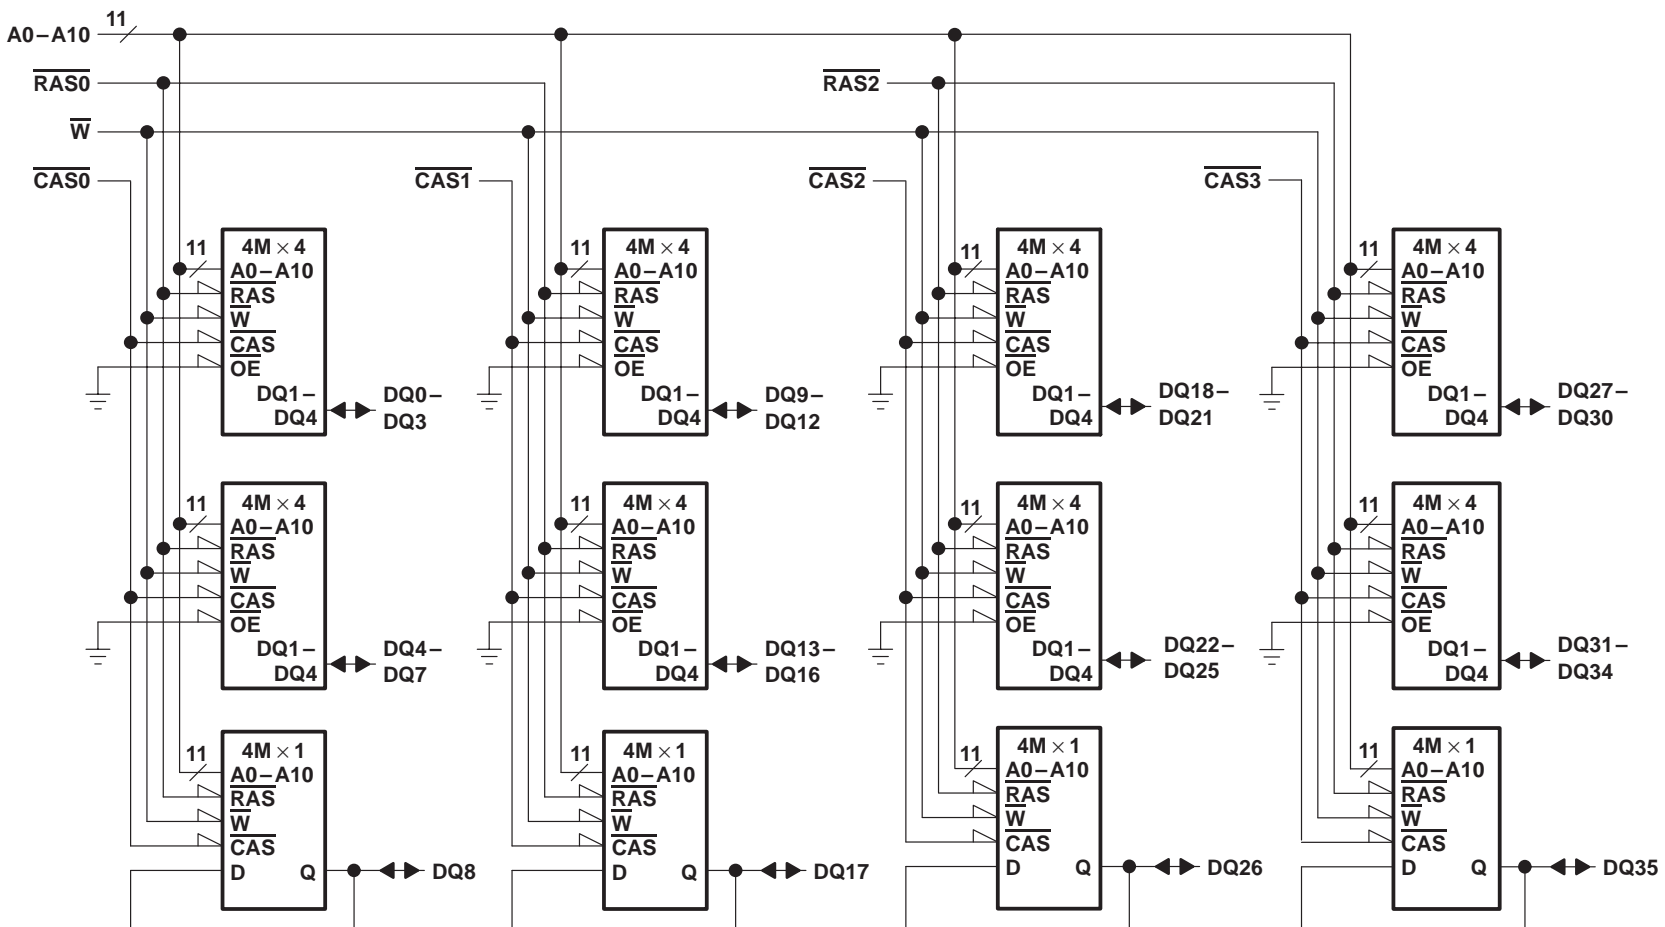 11
A0–A10
RAS0 RAS2
W
CAS0 CAS1 CAS2 CAS3
4M × 4 4M × 4 4M × 4 4M × 4
11 A0–A10 11 A0–A10 11 A0–A10 11 A0–A10
RAS RAS RAS RAS
W W W W
CAS CAS CAS CAS
OE OE OE OE
DQ1– DQ0– DQ1– DQ9– DQ1– DQ18– DQ1– DQ27–
DQ4 DQ3 DQ4 DQ12 DQ4 DQ21 DQ4 DQ30
4M × 4 4M × 4 4M × 4 4M × 4
11 A0–A10 11 A0–A10 11 A0–A10 11 A0–A10
RAS RAS RAS RAS
W W W W
CAS CAS CAS CAS
OE OE OE OE
DQ1– DQ4– DQ1– DQ13– DQ1– DQ22– DQ1– DQ31–
DQ4 DQ7 DQ4 DQ16 DQ4 DQ25 DQ4 DQ34
4M × 1 4M × 1 4M × 1 4M × 1
11 A0–A10 11 A0–A10 11 A0–A10 11 A0–A10
RAS RAS RAS RAS
W W W W
CAS CAS CAS CAS
D Q DQ8 D Q DQ17 D Q DQ26 D Q DQ35